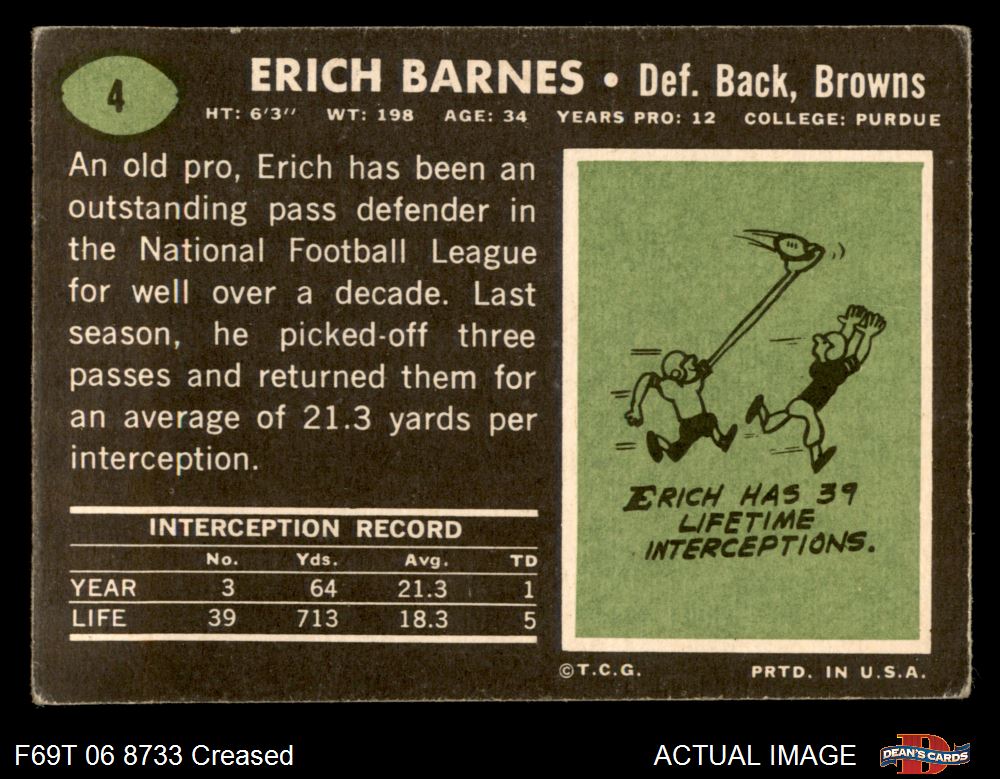 4
ERICH BARNES • Def. Back, Browns
HT: 6'3" WT: 198 AGE: 34 YEARS PRO: 12 COLLEGE: PURDUE
An old pro, Erich has been an
outstanding pass defender in
the National Football League
for well over a decade. Last
season, he picked-off three
passes and returned them for
an average of 21.3 yards per
interception.
INTERCEPTION RECORD
No. Yds. Avg. TD
YEAR 3 64 21.3 1
LIFE 39 713 18.3 5
ERICH HAS 39
LIFETIME
INTERCEPTIONS.
©T.C.G. PRTD. IN U.S.A.
F69T 06 8733 Creased
ACTUAL IMAGE
DEAN'S CARDS